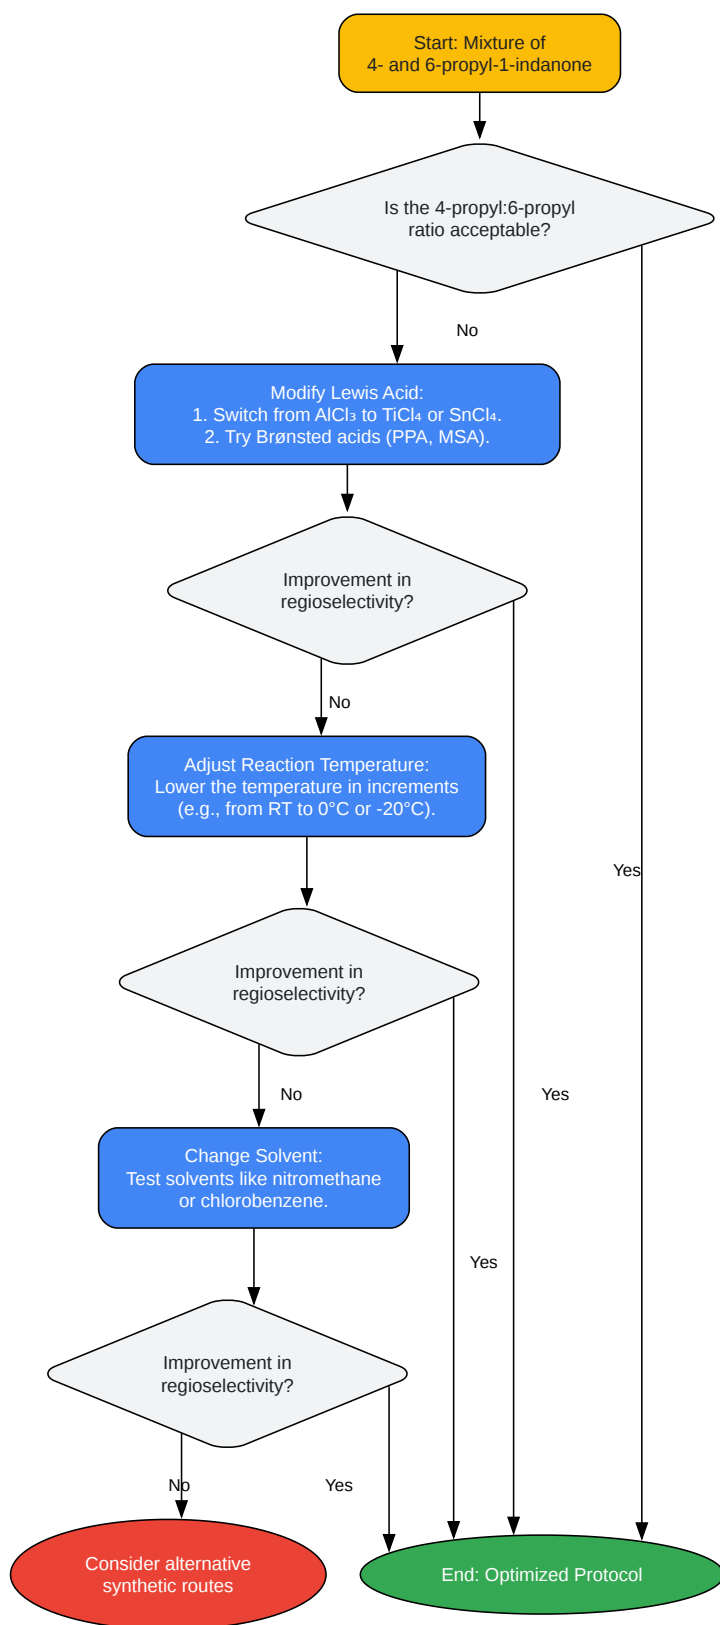 Start: Mixture of
4- and 6-propyl-1-indanone
Is the 4-propyl:6-propyl
ratio acceptable?
No
Modify Lewis Acid:
1. Switch from AlCl₃ to TiCl₄ or SnCl₄.
2. Try Brønsted acids (PPA, MSA).
Improvement in
regioselectivity?
No
Adjust Reaction Temperature:
Lower the temperature in increments
(e.g., from RT to 0°C or -20°C).
Yes
Improvement in
regioselectivity?
No
Yes
Change Solvent:
Test solvents like nitromethane
or chlorobenzene.
Yes
Improvement in
regioselectivity?
No
Yes
Consider alternative
synthetic routes
End: Optimized Protocol